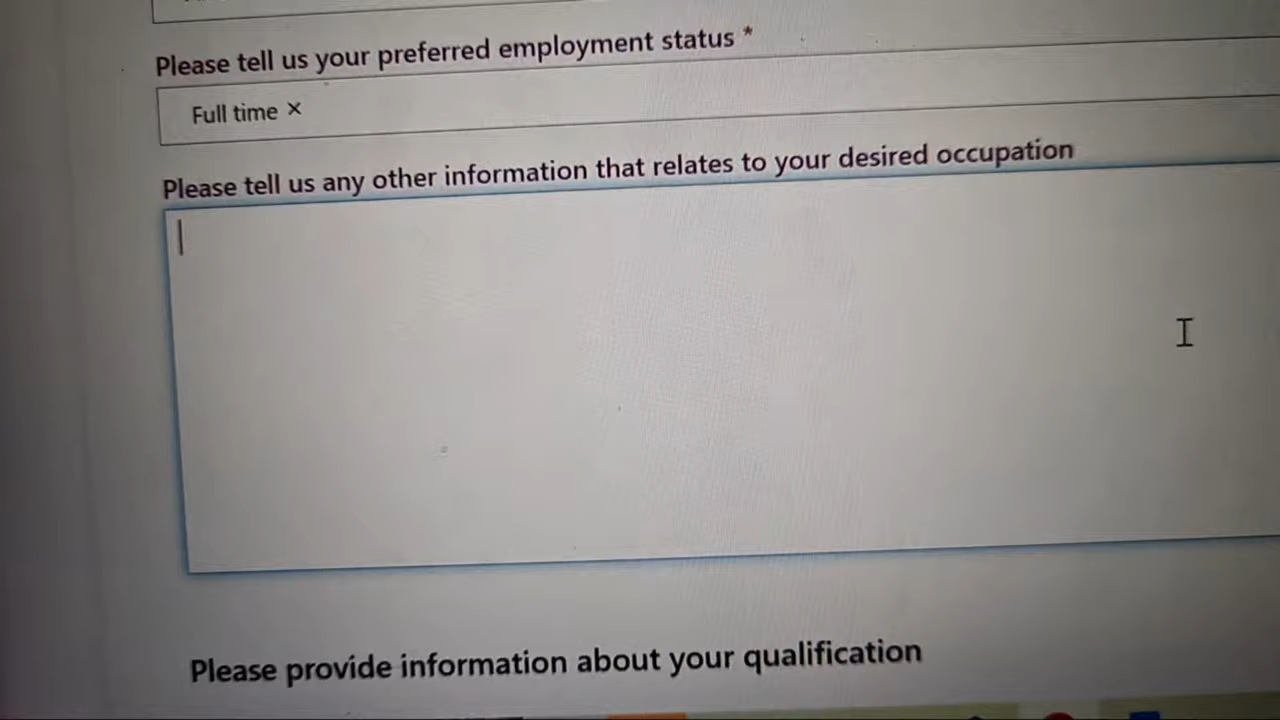 Please tell us your preferred employment status *
Full time ×
Please tell us any other information that relates to your desired occupation
Please provide information about your qualification